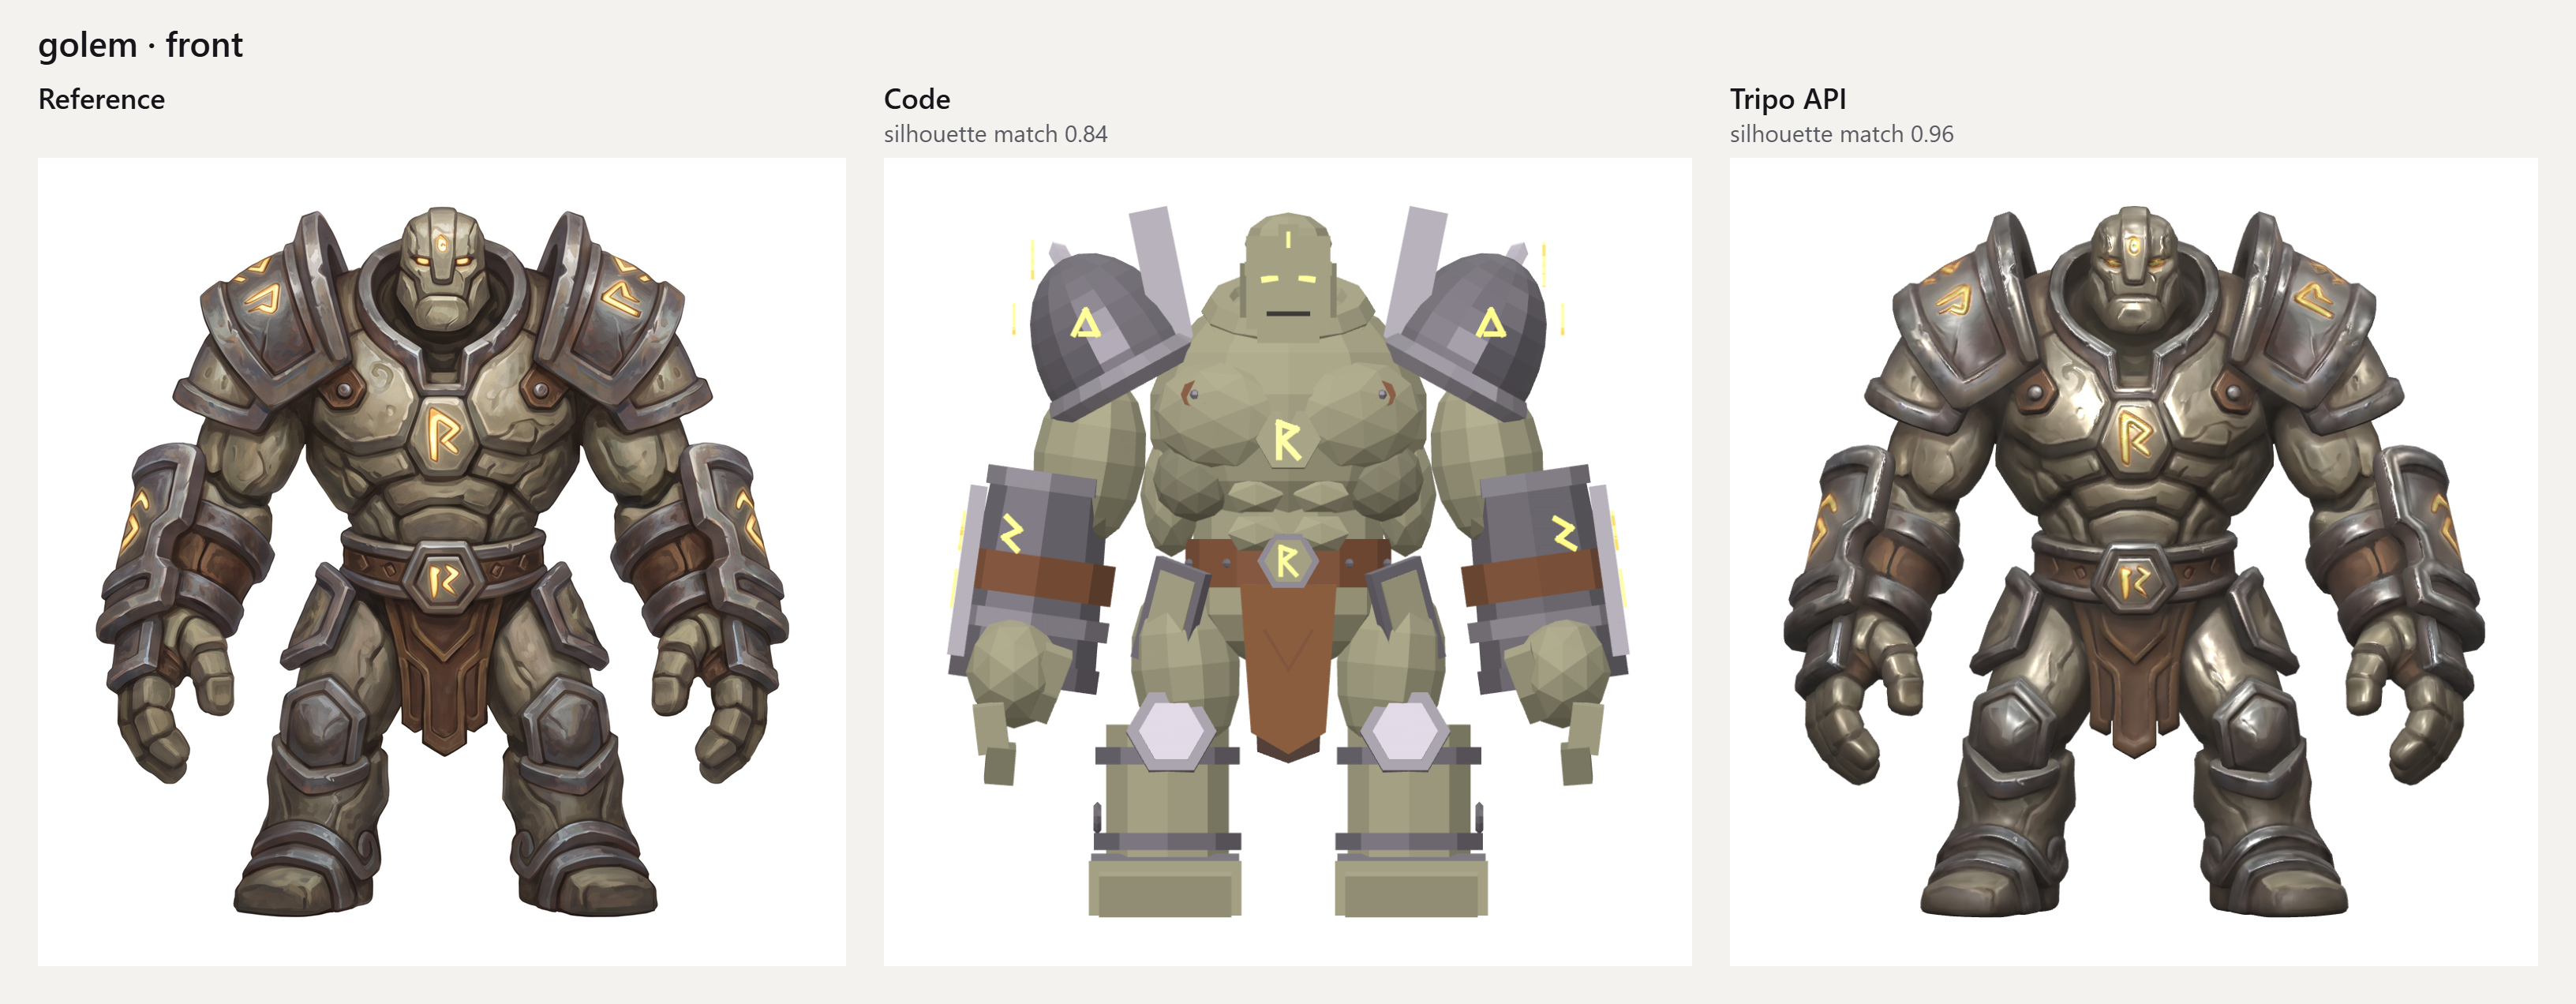 golem · front
Reference
Code
silhouette match 0.84
Tripo API
silhouette match 0.96